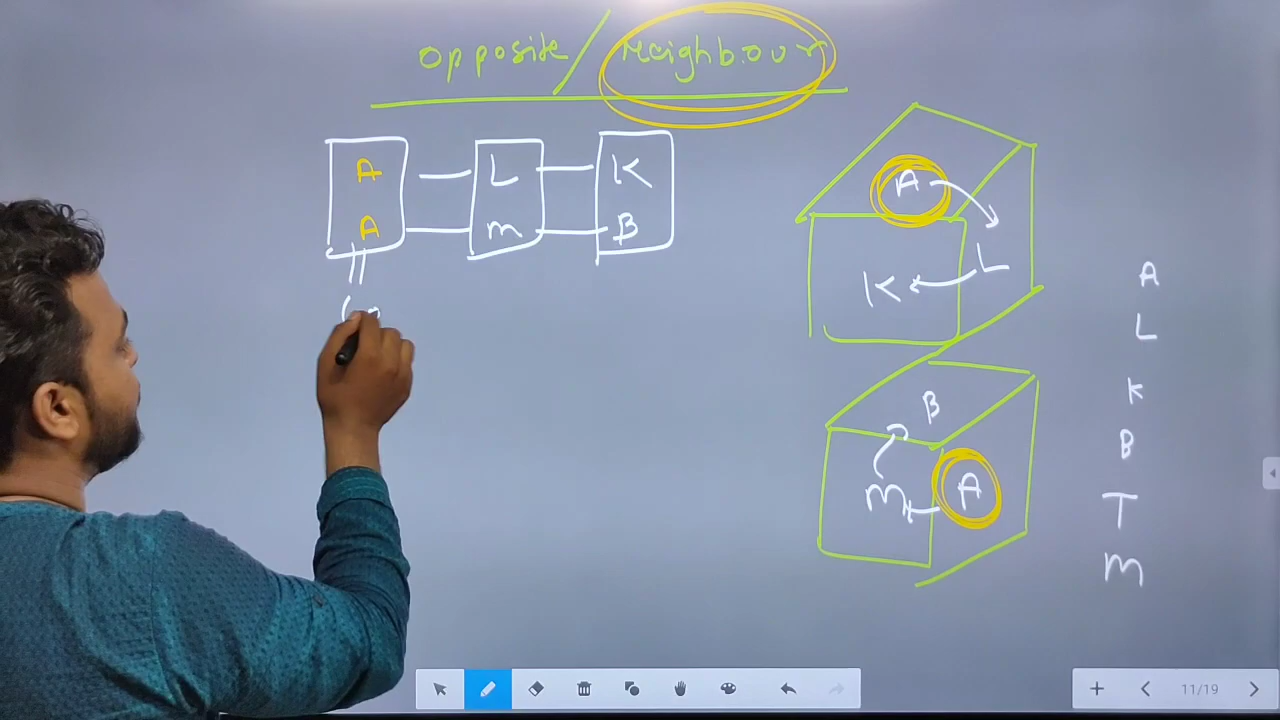 opposite/Neighbour
A — L — K
A — m — B
A
L
K
B
m
A
A
L
K
B
T
m
11/19